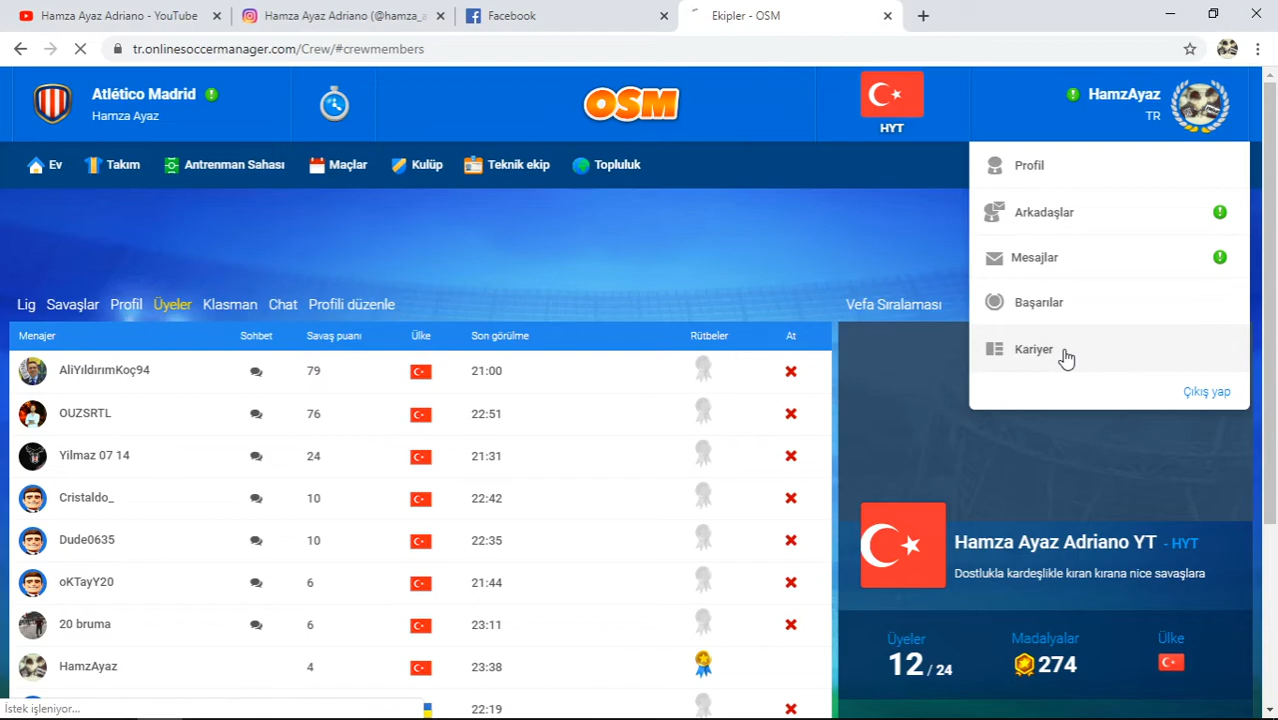 Hamza Ayaz Adriano - YouTube
Hamza Ayaz Adriano (@hamza_a
Facebook
Ekipler - OSM
tr.onlinesoccermanager.com/Crew/#crewmembers
Atlético Madrid
Hamza Ayaz
OSM
HYT
HamzAyaz
TR
Ev Takım Antrenman Sahası Maçlar Kulüp Teknik ekip Topluluk
Profil
Arkadaşlar
Mesajlar
Başarılar
Kariyer
Çıkış yap
Lig Savaşlar Profil Üyeler Klasman Chat Profili düzenle
Vefa Sıralaması
Menajer Sohbet Savaş puanı Ülke Son görülme Rütbeler At
AliYıldırımKoç94 79 21:00
OUZSRTL 76 22:51
Yilmaz 07 14 24 21:31
Cristaldo_ 10 22:42
Dude0635 10 22:35
oKTayY20 6 21:44
20 bruma 6 23:11
HamzAyaz 4 23:38
22:19
Hamza Ayaz Adriano YT - HYT
Dostlukla kardeşlikle kıran kırana nice savaşlara
Üyeler
12 / 24
Madalyalar
274
Ülke
İstek işleniyor...